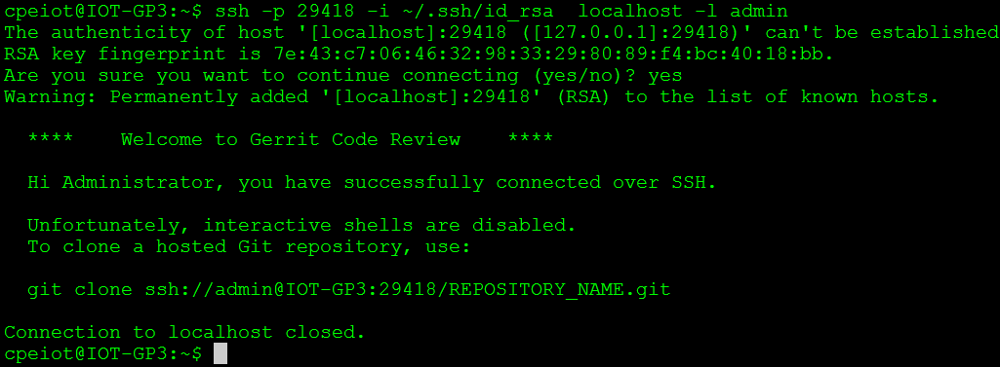 cpeiot@IOT-GP3:~$ ssh -p 29418 -i ~/.ssh/id_rsa  localhost -l admin
The authenticity of host '[localhost]:29418 ([127.0.0.1]:29418)' can't be established
RSA key fingerprint is 7e:43:c7:06:46:32:98:33:29:80:89:f4:bc:40:18:bb.
Are you sure you want to continue connecting (yes/no)? yes
Warning: Permanently added '[localhost]:29418' (RSA) to the list of known hosts.
  ****    Welcome to Gerrit Code Review    ****
  Hi Administrator, you have successfully connected over SSH.
  Unfortunately, interactive shells are disabled.
  To clone a hosted Git repository, use:
  git clone ssh://admin@IOT-GP3:29418/REPOSITORY_NAME.git
Connection to localhost closed.
cpeiot@IOT-GP3:~$